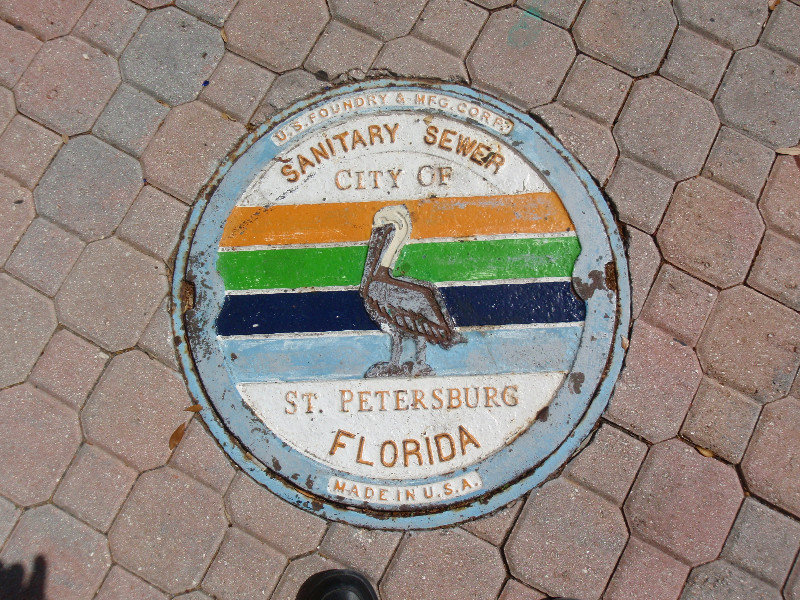 U.S. FOUNDRY & MFG. CORP.
SANITARY SEWER
CITY OF
ST. PETERSBURG
FLORIDA
MADE IN U.S.A.